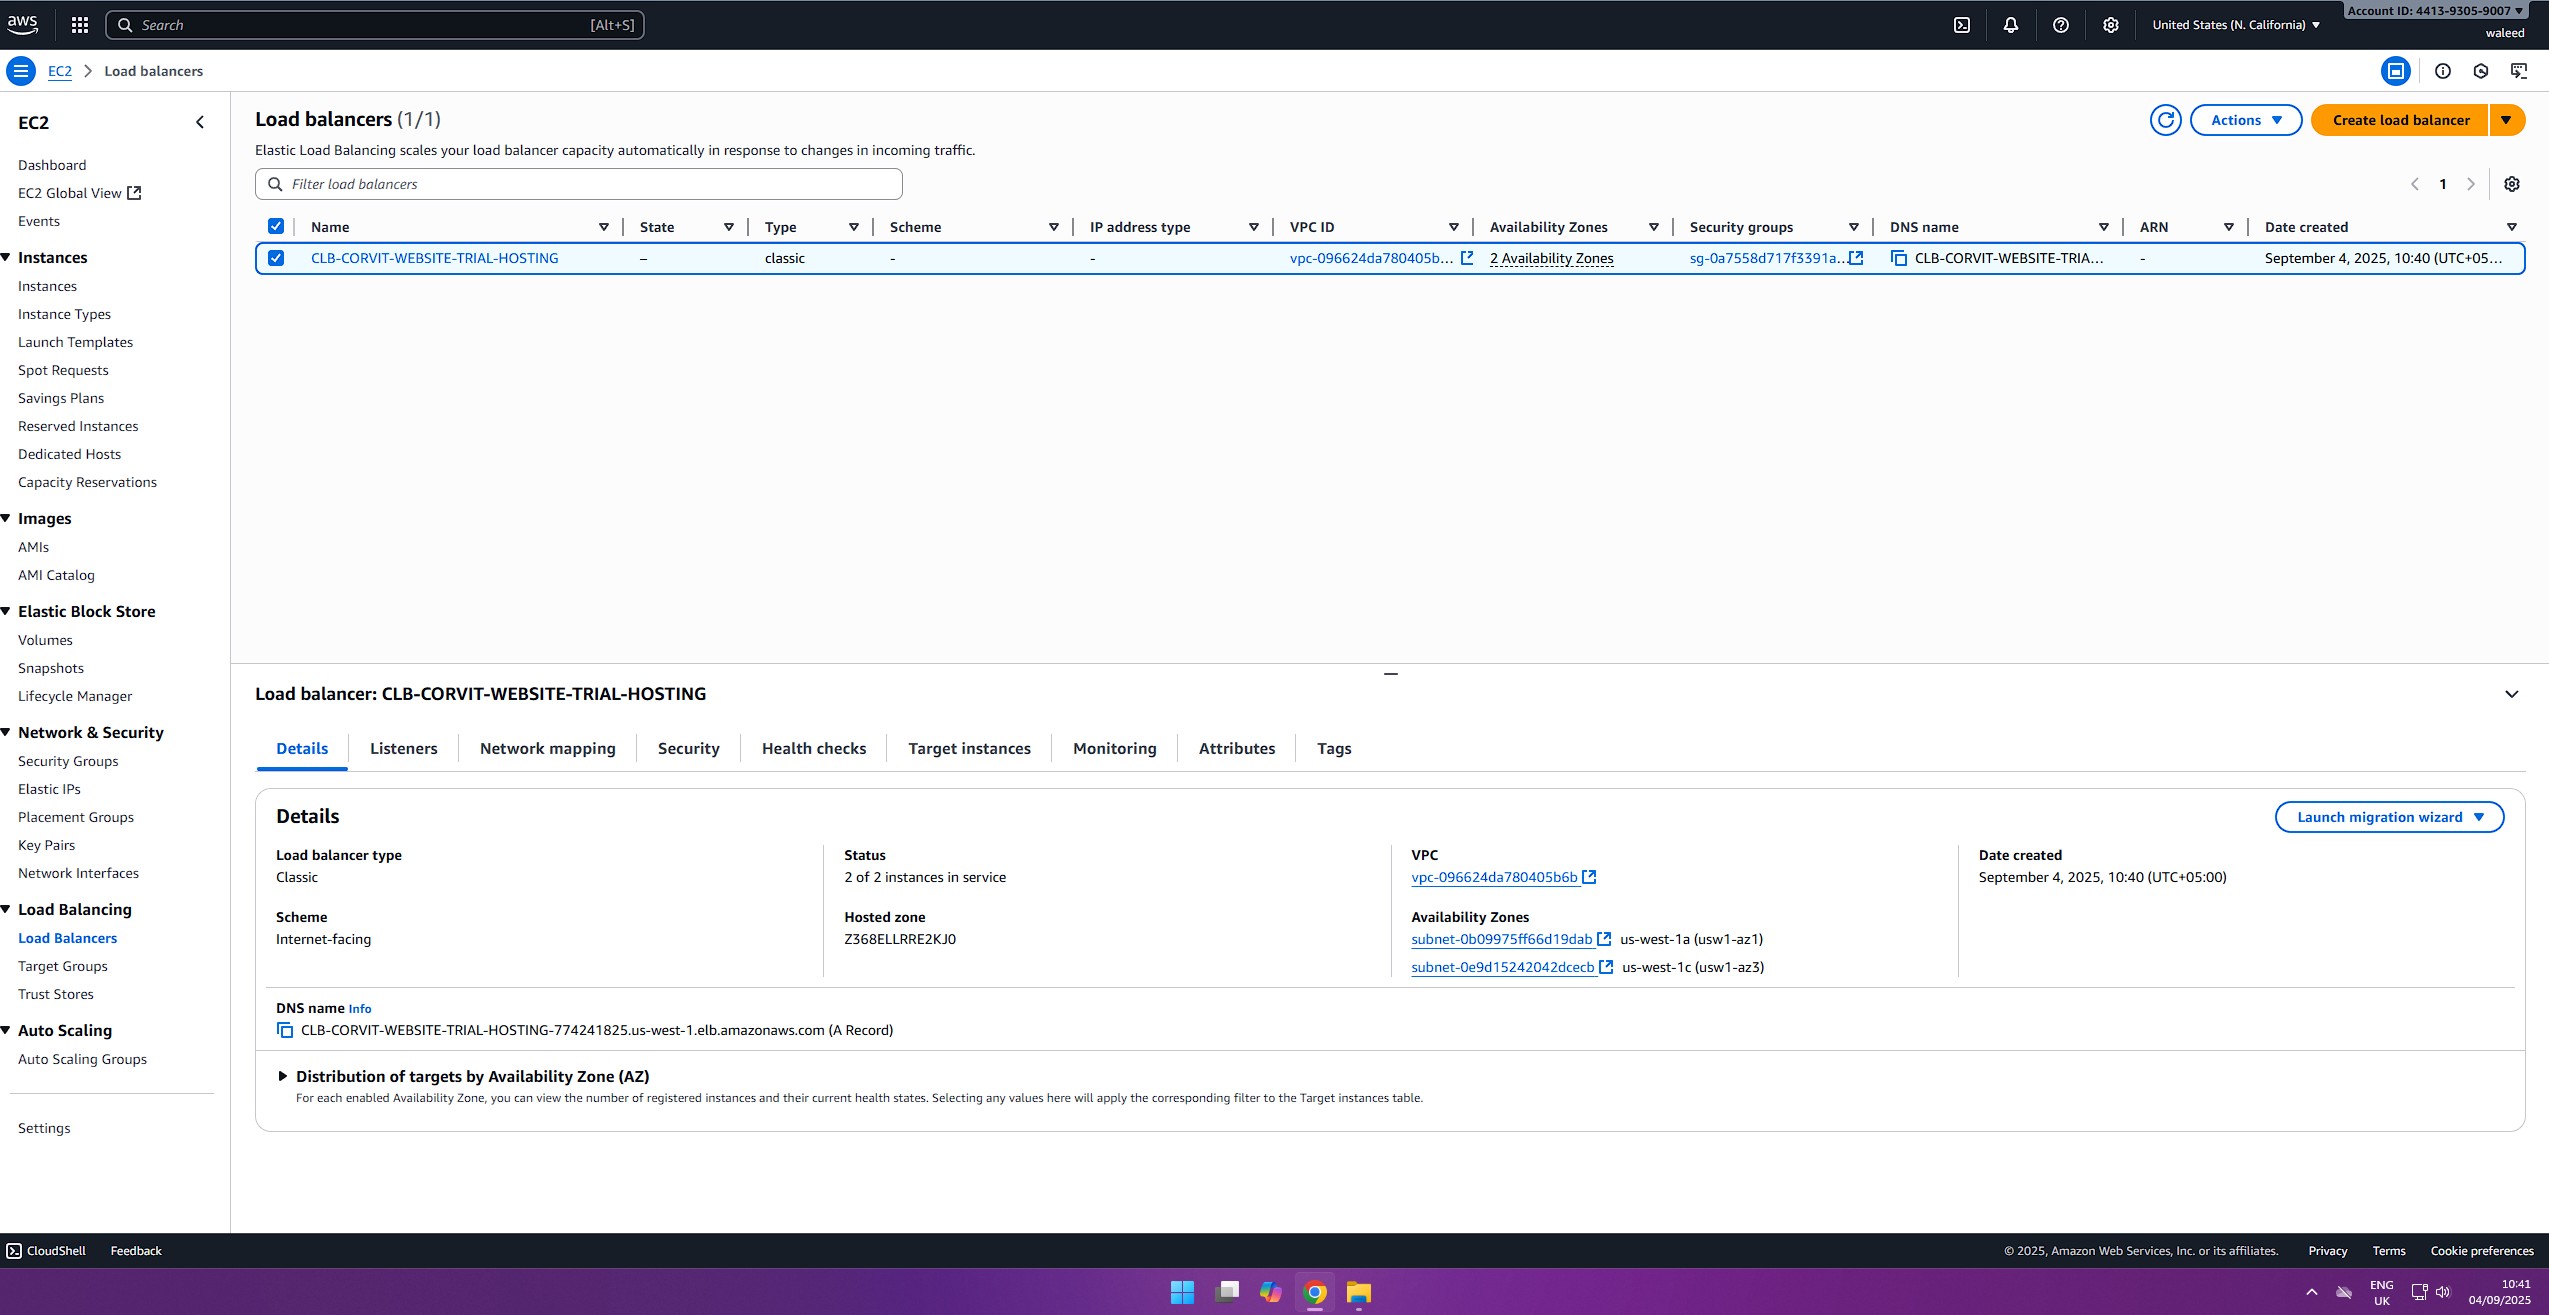 aws
Search [Alt+S]
United States (N. California)
Account ID: 4413-9305-9007
waleed
EC2 Load balancers
EC2
Dashboard
EC2 Global View
Events
Instances
Instances
Instance Types
Launch Templates
Spot Requests
Savings Plans
Reserved Instances
Dedicated Hosts
Capacity Reservations
Images
AMIs
AMI Catalog
Elastic Block Store
Volumes
Snapshots
Lifecycle Manager
Network & Security
Security Groups
Elastic IPs
Placement Groups
Key Pairs
Network Interfaces
Load Balancing
Load Balancers
Target Groups
Trust Stores
Auto Scaling
Auto Scaling Groups
Settings
Load balancers (1/1)
Actions
Create load balancer
Elastic Load Balancing scales your load balancer capacity automatically in response to changes in incoming traffic.
Filter load balancers
1
Name State Type Scheme IP address type VPC ID Availability Zones Security groups DNS name ARN Date created
CLB-CORVIT-WEBSITE-TRIAL-HOSTING – classic - - vpc-096624da780405b... 2 Availability Zones sg-0a7558d717f3391a... CLB-CORVIT-WEBSITE-TRIA... - September 4, 2025, 10:40 (UTC+05...
Load balancer: CLB-CORVIT-WEBSITE-TRIAL-HOSTING
Details Listeners Network mapping Security Health checks Target instances Monitoring Attributes Tags
Details
Launch migration wizard
Load balancer type
Classic
Scheme
Internet-facing
Status
2 of 2 instances in service
Hosted zone
Z368ELLRRE2KJ0
VPC
vpc-096624da780405b6b
Availability Zones
subnet-0b09975ff66d19dab us-west-1a (usw1-az1)
subnet-0e9d15242042dcecb us-west-1c (usw1-az3)
Date created
September 4, 2025, 10:40 (UTC+05:00)
DNS name Info
CLB-CORVIT-WEBSITE-TRIAL-HOSTING-774241825.us-west-1.elb.amazonaws.com (A Record)
Distribution of targets by Availability Zone (AZ)
For each enabled Availability Zone, you can view the number of registered instances and their current health states. Selecting any values here will apply the corresponding filter to the Target instances table.
CloudShell Feedback
© 2025, Amazon Web Services, Inc. or its affiliates. Privacy Terms Cookie preferences
ENG
UK
10:41
04/09/2025